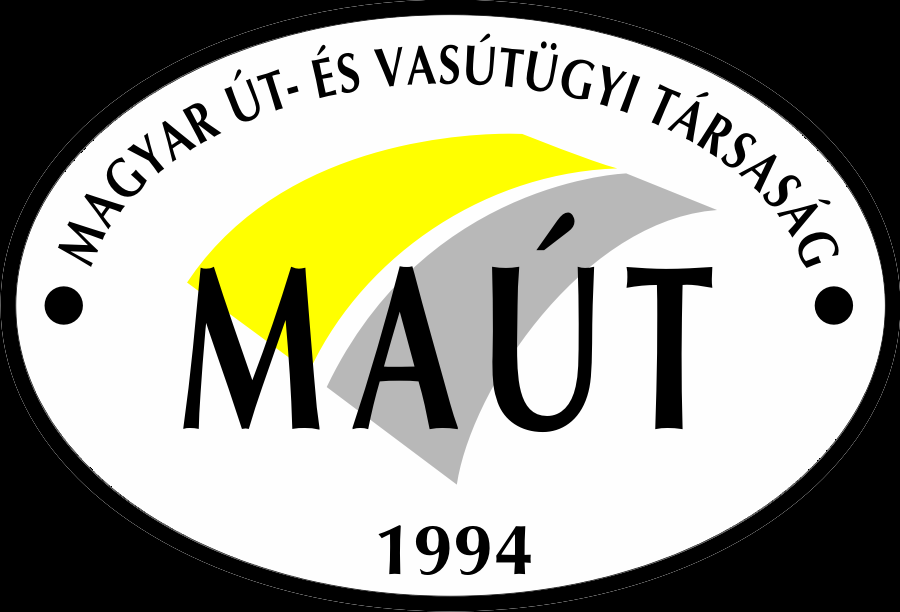 MAGYAR ÚT- ÉS VASÚTÜGYI TÁRSASÁG
MAÚT
1994